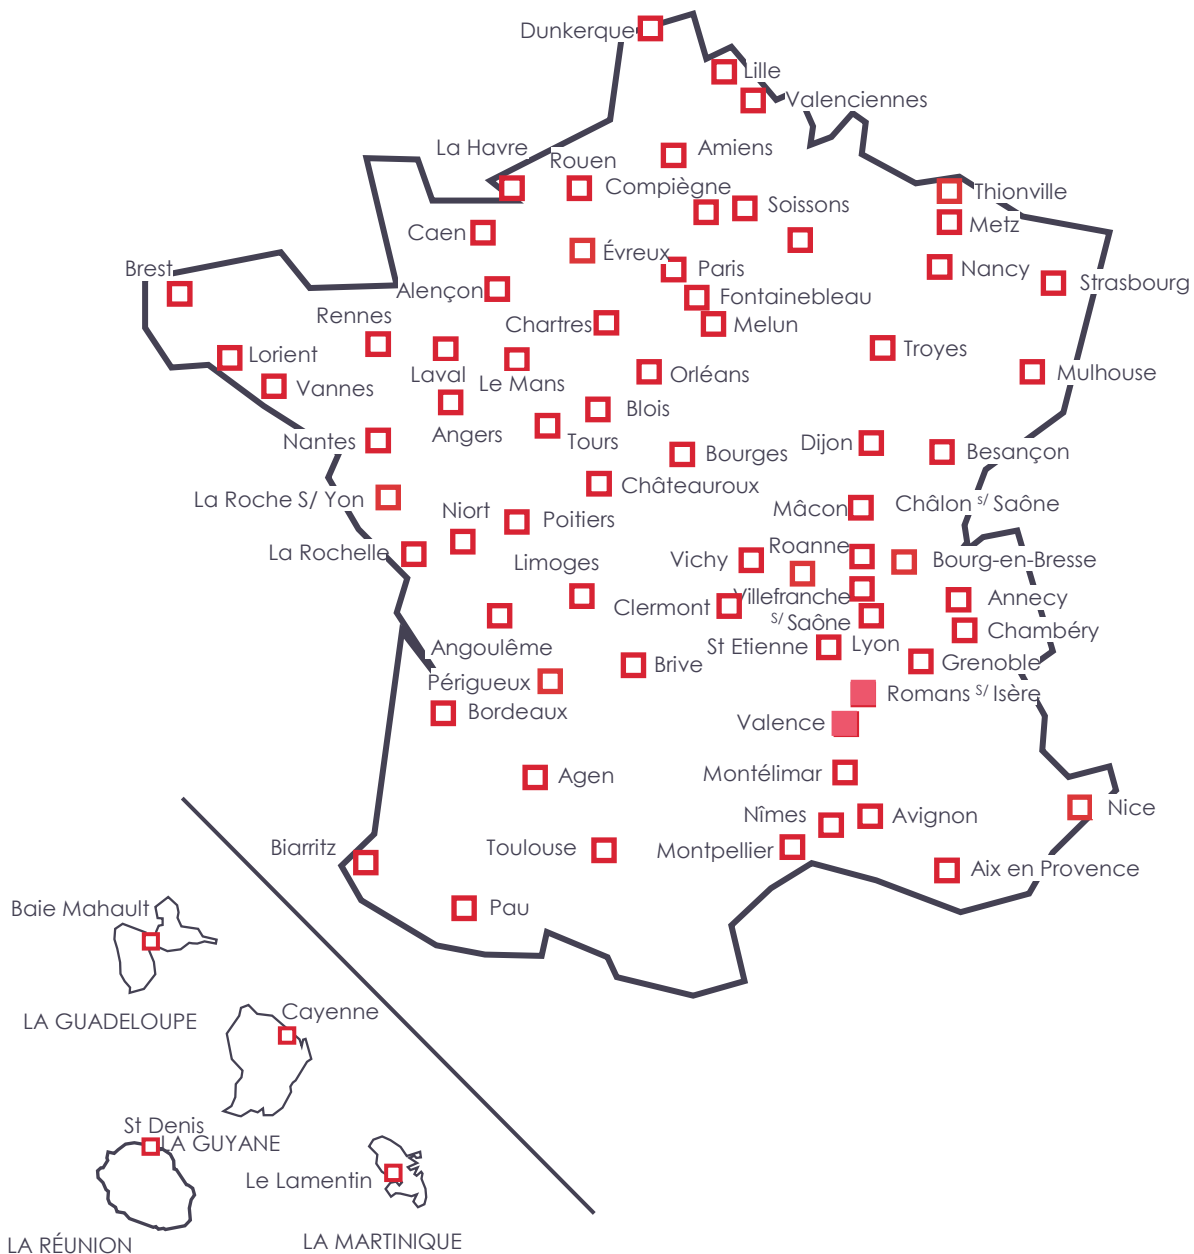 Dunkerque
Lille
Valenciennes
La Havre
Rouen
Amiens
Compiègne
Soissons
Thionville
Metz
Caen
Évreux
Paris
Nancy
Strasbourg
Brest
Alençon
Fontainebleau
Rennes
Chartres
Melun
Lorient
Laval
Le Mans
Orléans
Troyes
Mulhouse
Vannes
Angers
Tours
Blois
Nantes
Bourges
Dijon
Besançon
La Roche S/ Yon
Châteauroux
Niort
Poitiers
Mâcon
Châlon s/ Saône
La Rochelle
Limoges
Vichy
Roanne
Bourg-en-Bresse
Clermont
Villefranche
S/ Saône
Annecy
Angoulême
St Etienne
Lyon
Chambéry
Périgueux
Brive
Grenoble
Bordeaux
Romans S/ Isère
Valence
Agen
Montélimar
Nîmes
Avignon
Nice
Biarritz
Toulouse
Montpellier
Aix en Provence
Pau
Baie Mahault
LA GUADELOUPE
Cayenne
St Denis
LA GUYANE
Le Lamentin
LA RÉUNION
LA MARTINIQUE